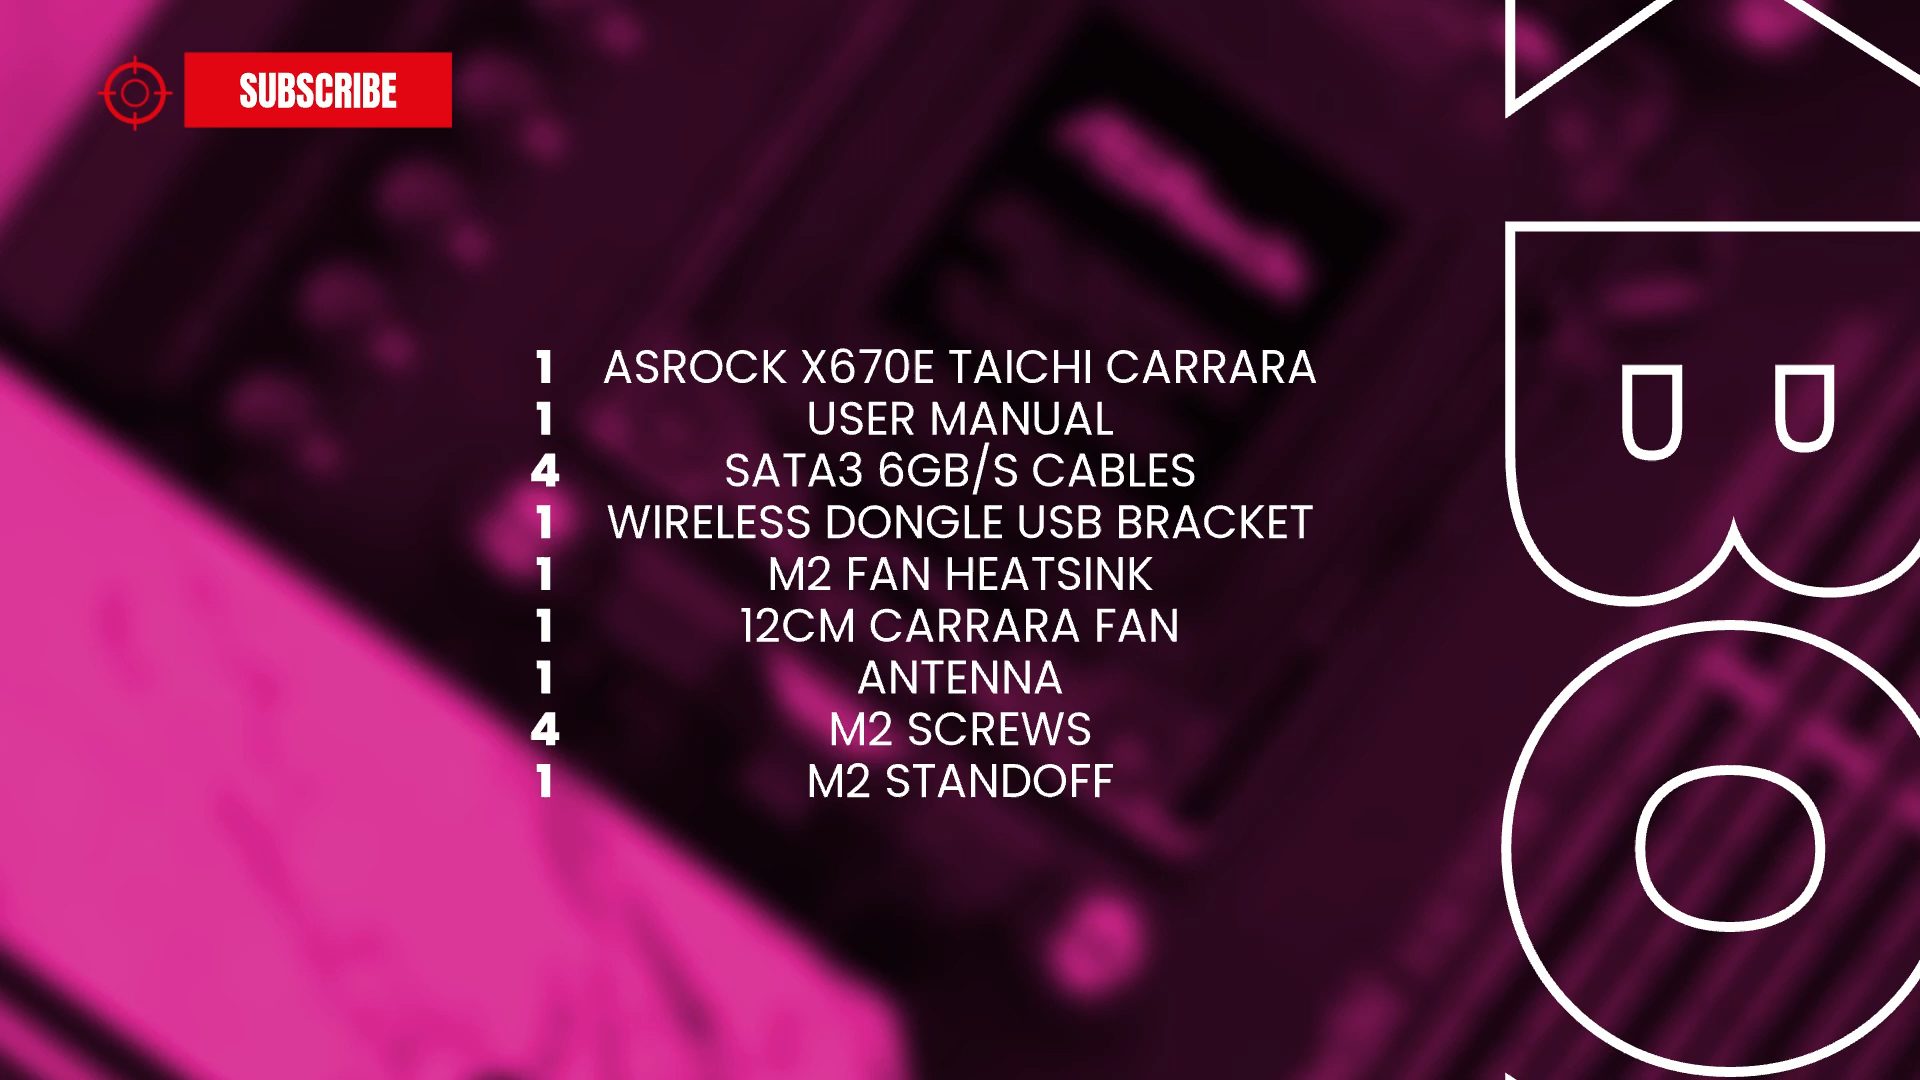 SUBSCRIBE
1 ASROCK X670E TAICHI CARRARA
1 USER MANUAL
4 SATA3 6GB/S CABLES
1 WIRELESS DONGLE USB BRACKET
1 M2 FAN HEATSINK
1 12CM CARRARA FAN
1 ANTENNA
4 M2 SCREWS
1 M2 STANDOFF
BO